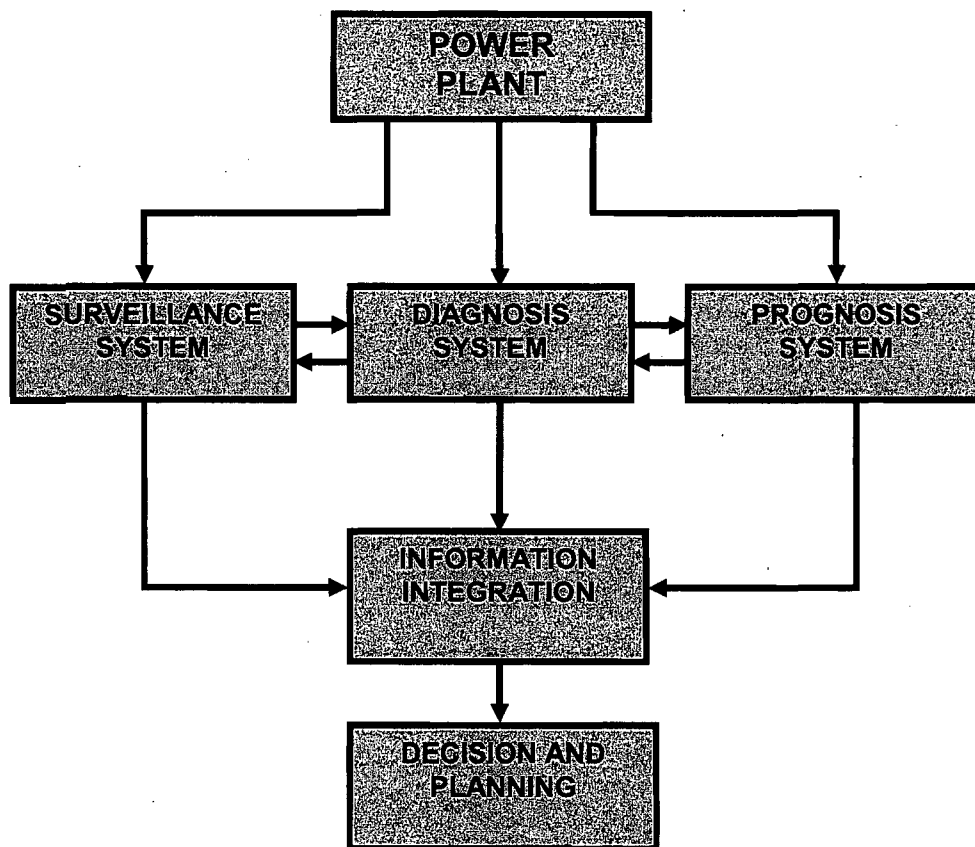 POWER
PLANT
SURVEILLANCE
SYSTEM
DIAGNOSIS
SYSTEM
PROGNOSIS
SYSTEM
INFORMATION
INTEGRATION
DECISION AND
PLANNING